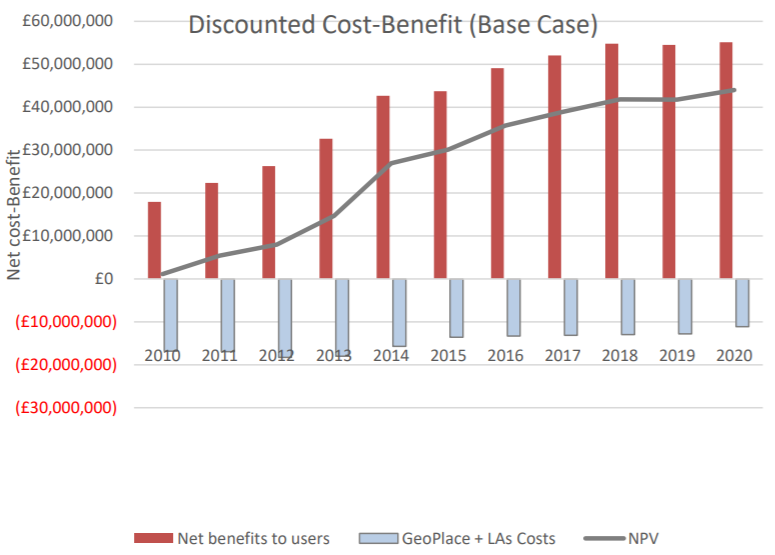 Discounted Cost-Benefit (Base Case)
£60,000,000
£50,000,000
£40,000,000
£30,000,000
£20,000,000
£10,000,000
£0
(£10,000,000)
(£20,000,000)
(£30,000,000)
Net cost-Benefit
2010 2011 2012 2013 2014 2015 2016 2017 2018 2019 2020
Net benefits to users GeoPlace + LAs Costs NPV